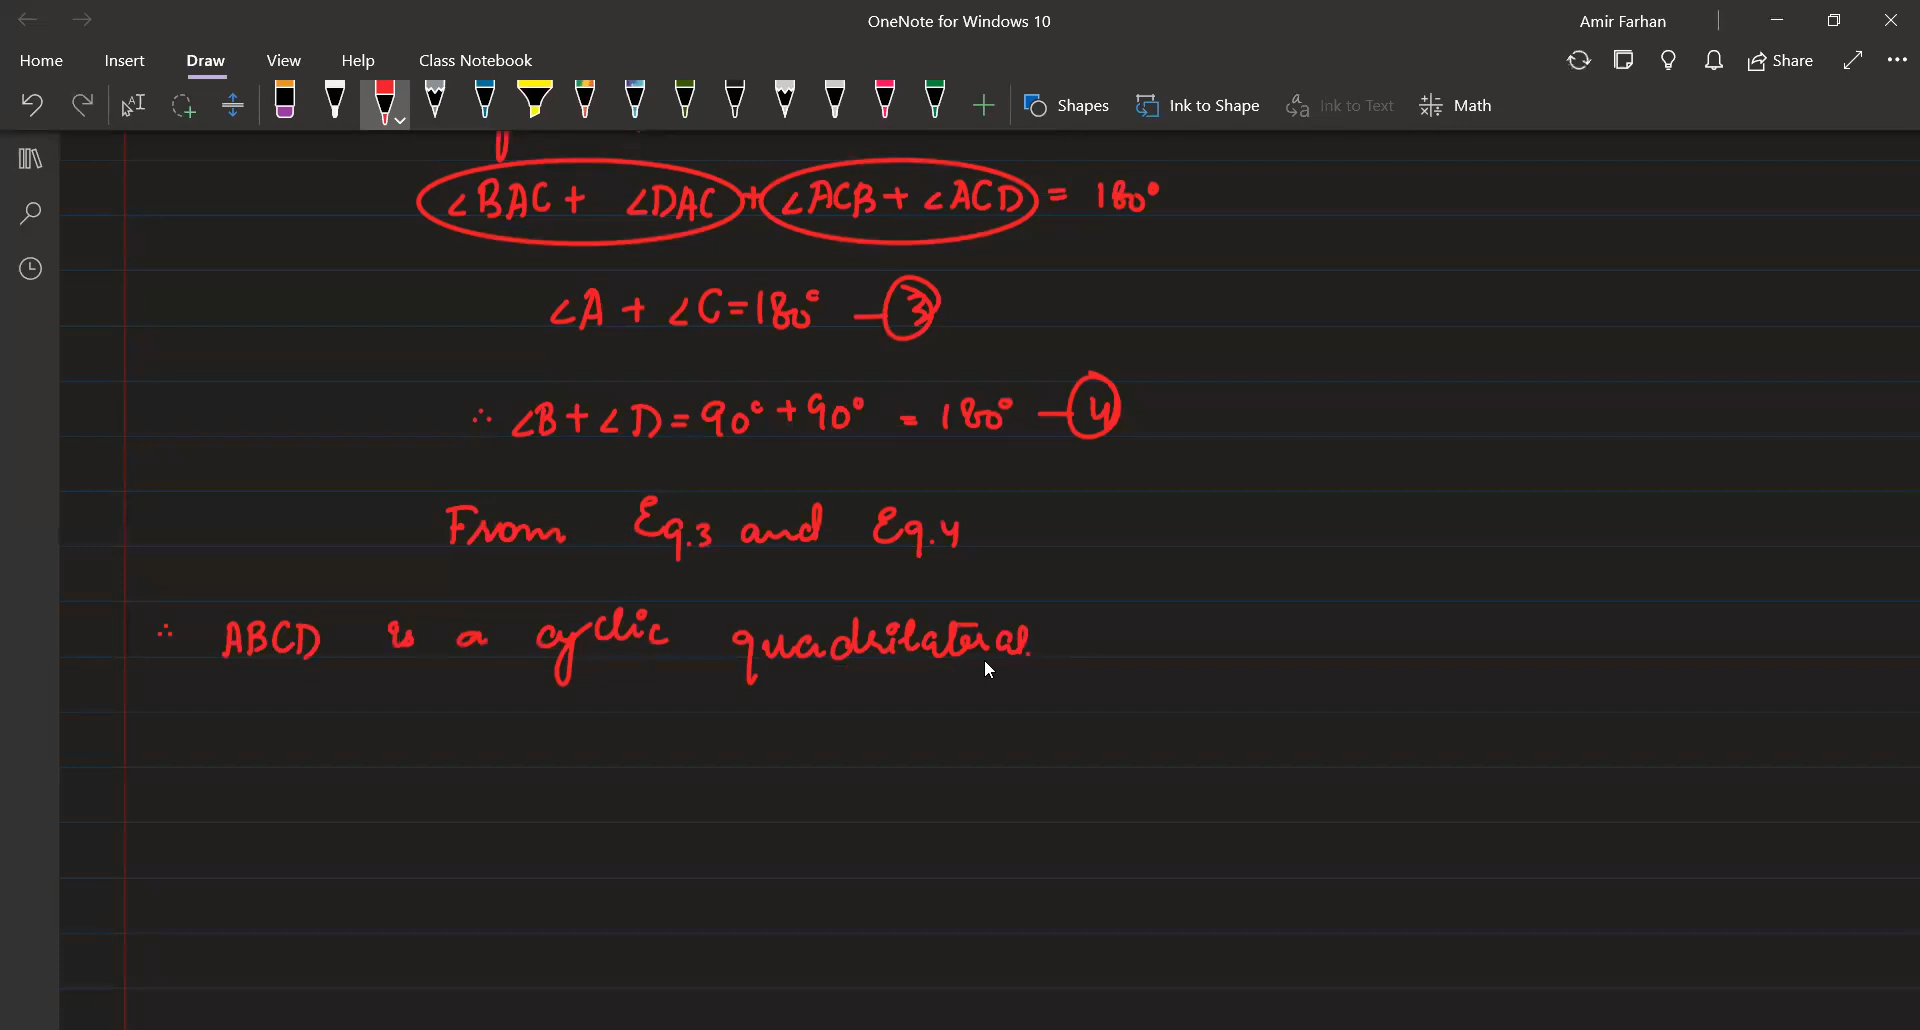 OneNote for Windows 10
Amir Farhan
Home Insert Draw View Help Class Notebook
Share
Shapes Ink to Shape Ink to Text Math
∠BAC + ∠DAC + ∠ACB + ∠ACD = 180°
∠A + ∠C = 180° — 3
∴ ∠B + ∠D = 90° + 90° = 180° — 4
From Eq.3 and Eq.4
∴ ABCD is a cyclic quadrilateral.